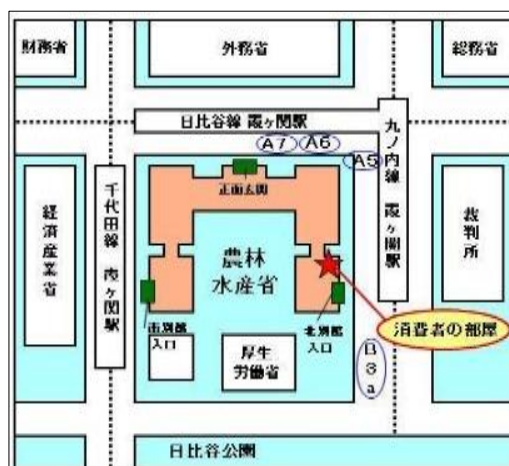 財務省
外務省
総務省
日比谷線 霞ヶ関駅
A7
A6
A5
丸ノ内線 霞ヶ関駅
千代田線 霞ヶ関駅
正面玄関
経済産業省
裁判所
農林
水産省
消費者の部屋
南別館
入口
北別館
入口
厚生
労働省
B3a
日比谷公園